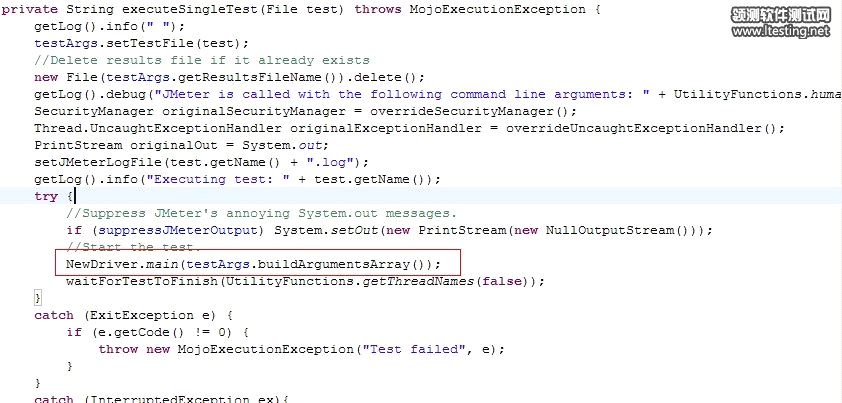 领测软件测试网
www.ltesting.net
private String executeSingleTest(File test) throws MojoExecutionException {
getLog().info(" ");
testArgs.setTestFile(test);
//Delete results file if it already exists
new File(testArgs.getResultsFileName()).delete();
getLog().debug("JMeter is called with the following command line arguments: " + UtilityFunctions.huma
SecurityManager originalSecurityManager = overrideSecurityManager();
Thread.UncaughtExceptionHandler originalExceptionHandler = overrideUncaughtExceptionHandler();
PrintStream originalOut = System.out;
setJMeterLogFile(test.getName() + ".log");
getLog().info("Executing test: " + test.getName());
try {
//Suppress JMeter's annoying System.out messages.
if (suppressJMeterOutput) System.setOut(new PrintStream(new NullOutputStream()));
//Start the test.
NewDriver.main(testArgs.buildArgumentsArray());
waitForTestToFinish(UtilityFunctions.getThreadNames(false));
}
catch (ExitException e) {
if (e.getCode() != 0) {
throw new MojoExecutionException("Test failed", e);
}
}
catch (InterruptedException ex){